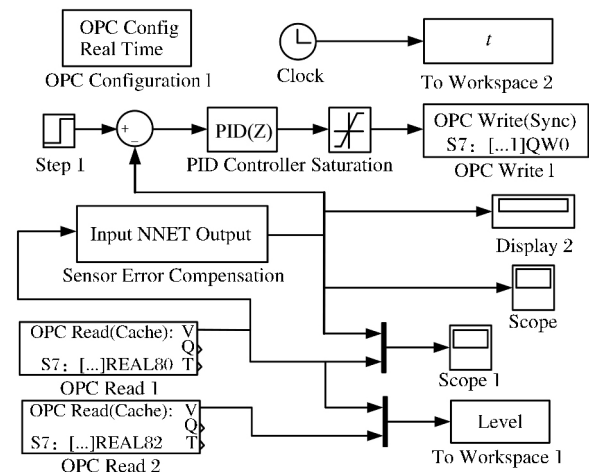 OPC Config
Real Time
OPC Configuration 1
Clock
t
To Workspace 2
Step 1
+
−
PID(Z)
PID Controller
Saturation
OPC Write(Sync)
S7: [...1]QW0
OPC Write 1
Input NNET Output
Sensor Error Compensation
Display 2
Scope
OPC Read(Cache): V
Q
S7: [...]REAL80 T
OPC Read 1
Scope 1
OPC Read(Cache): V
Q
S7: [...]REAL82 T
OPC Read 2
Level
To Workspace 1